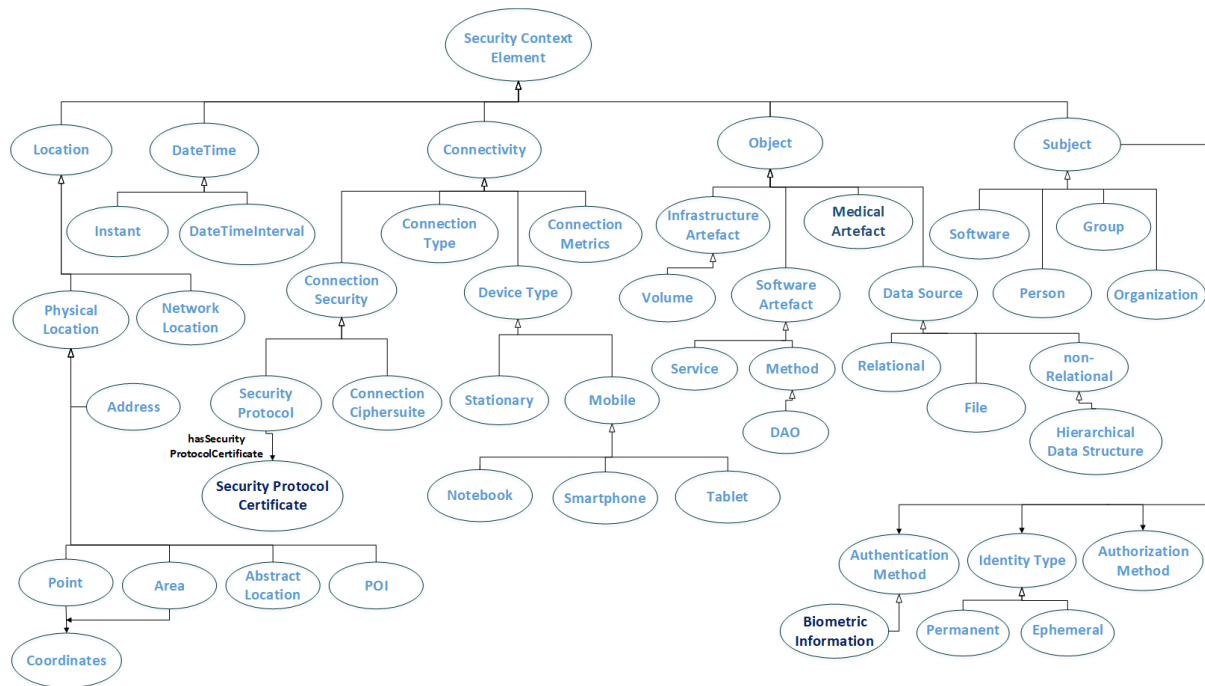 Security Context
Element
Location
DateTime
Connectivity
Object
Subject
Instant
DateTimeInterval
Connection
Type
Connection
Metrics
Infrastructure
Artefact
Medical
Artefact
Software
Group
Physical
Location
Network
Location
Connection
Security
Device Type
Volume
Software
Artefact
Data Source
Person
Organization
Address
Security
Protocol
Connection
Ciphersuite
Stationary
Mobile
Service
Method
Relational
File
non-
Relational
hasSecurity
ProtocolCertificate
DAO
Hierarchical
Data Structure
Security Protocol
Certificate
Notebook
Smartphone
Tablet
Point
Area
Abstract
Location
POI
Authentication
Method
Identity Type
Authorization
Method
Biometric
Information
Permanent
Ephemeral
Coordinates